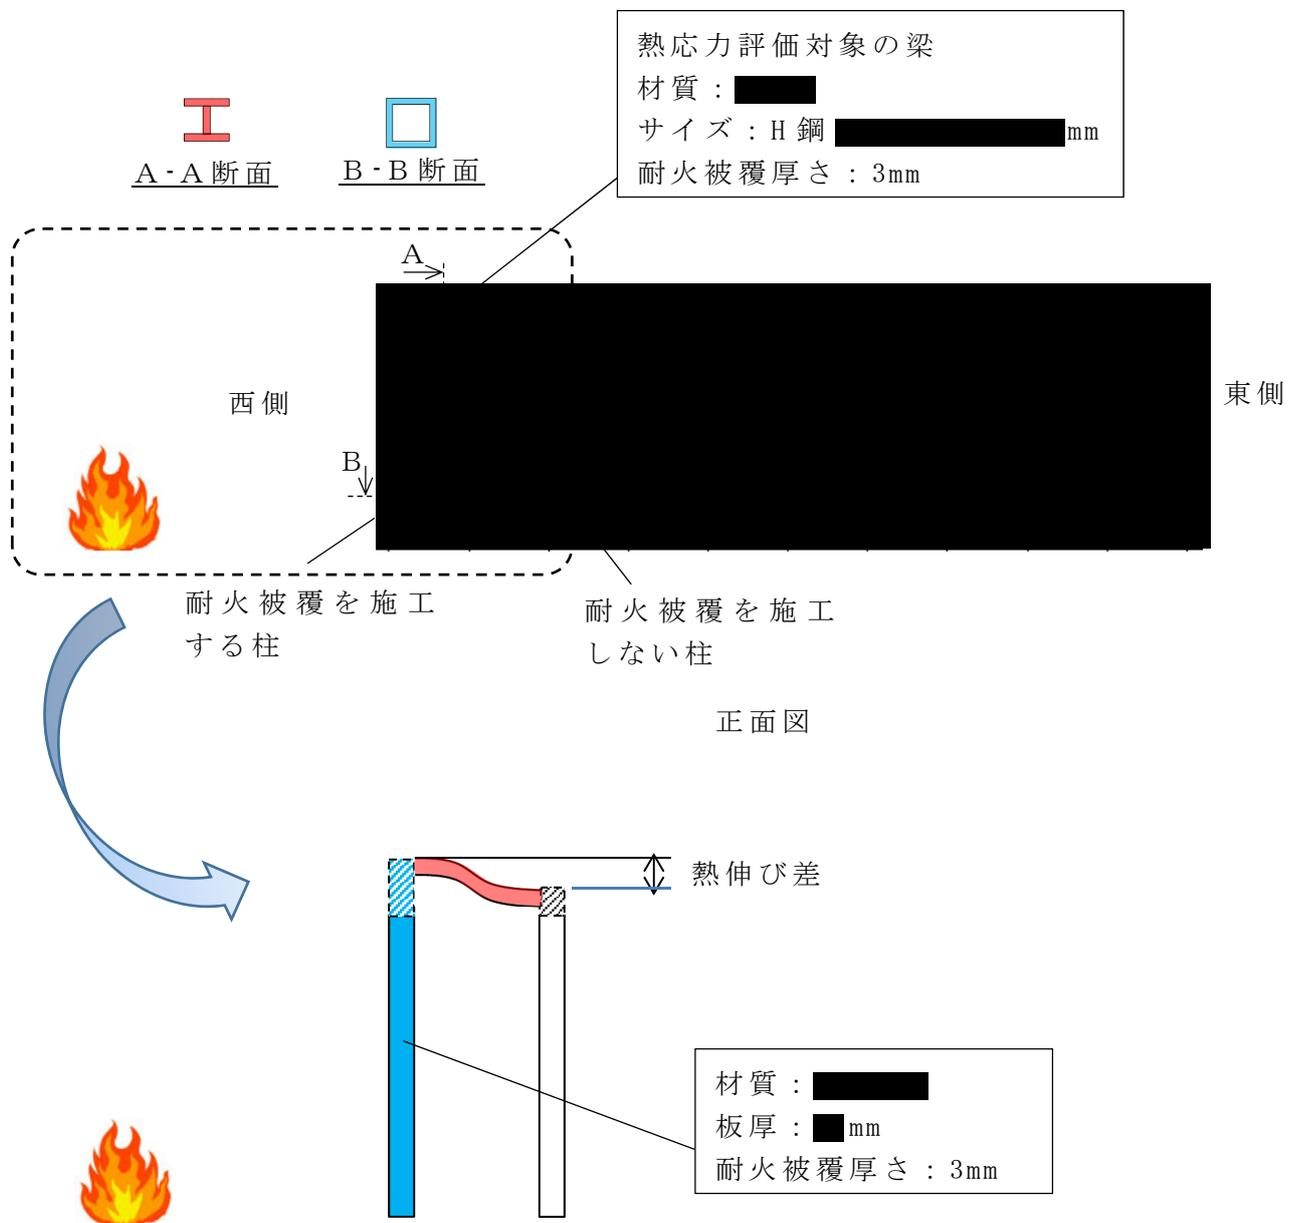 熱応力評価対象の梁
材質：
サイズ：H鋼 mm
耐火被覆厚さ：3mm
A-A断面
B-B断面
A
西側
東側
B
耐火被覆を施工
する柱
耐火被覆を施工
しない柱
正面図
熱伸び差
材質：
板厚： mm
耐火被覆厚さ：3mm